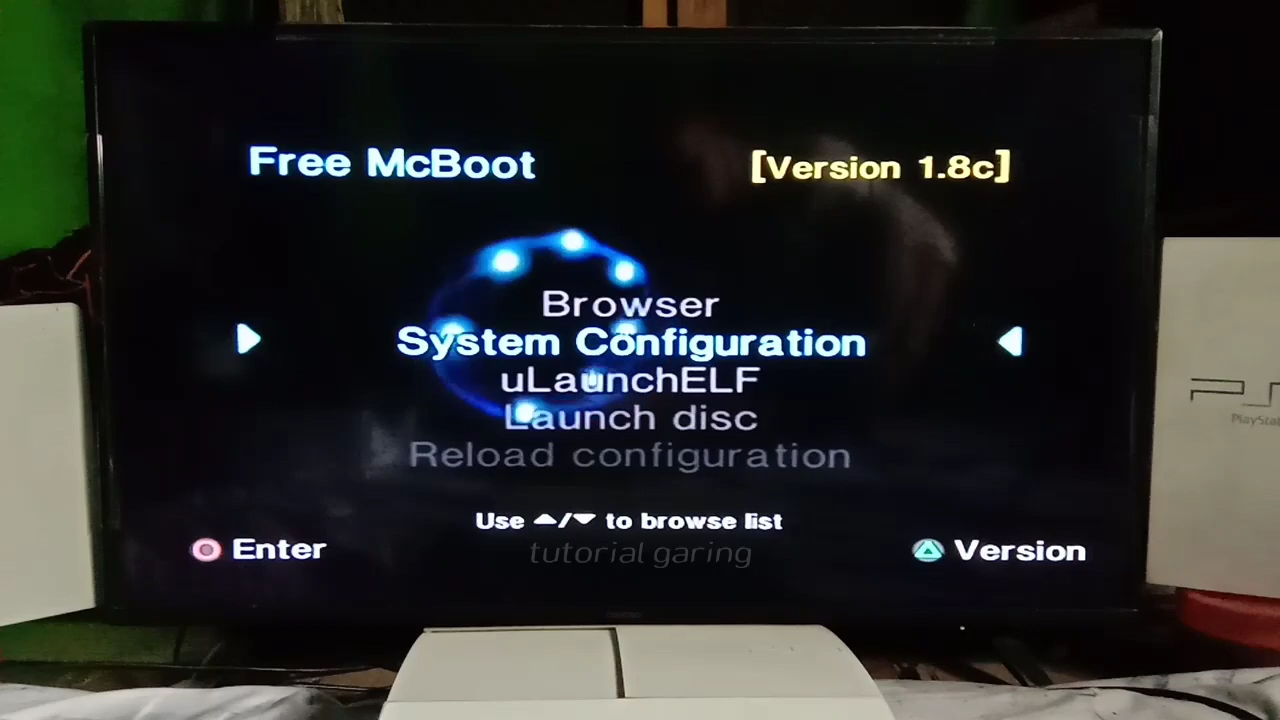 Free McBoot
[Version 1.8c]
Browser
System Configuration
uLaunchELF
Launch disc
Reload configuration
Use ▲/▼ to browse list
tutorial garing
Enter
Version